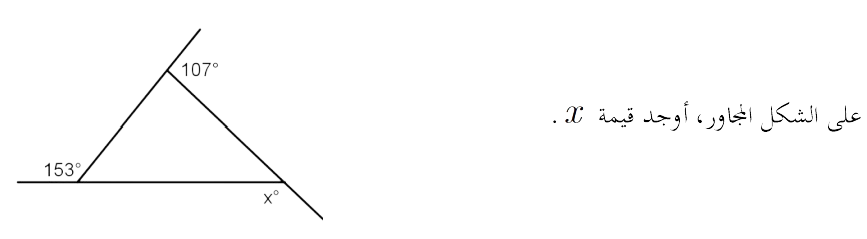 107°
على الشكل المجاور، أوجد قيمة x .
153°
x°